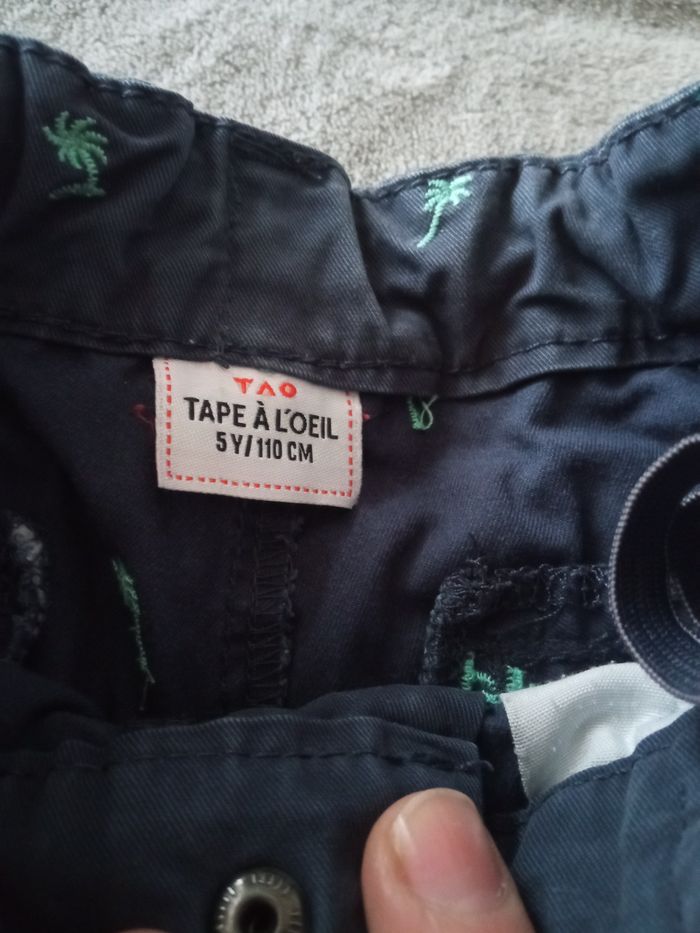 TAO
TAPE À L'OEIL
5 Y/110 CM